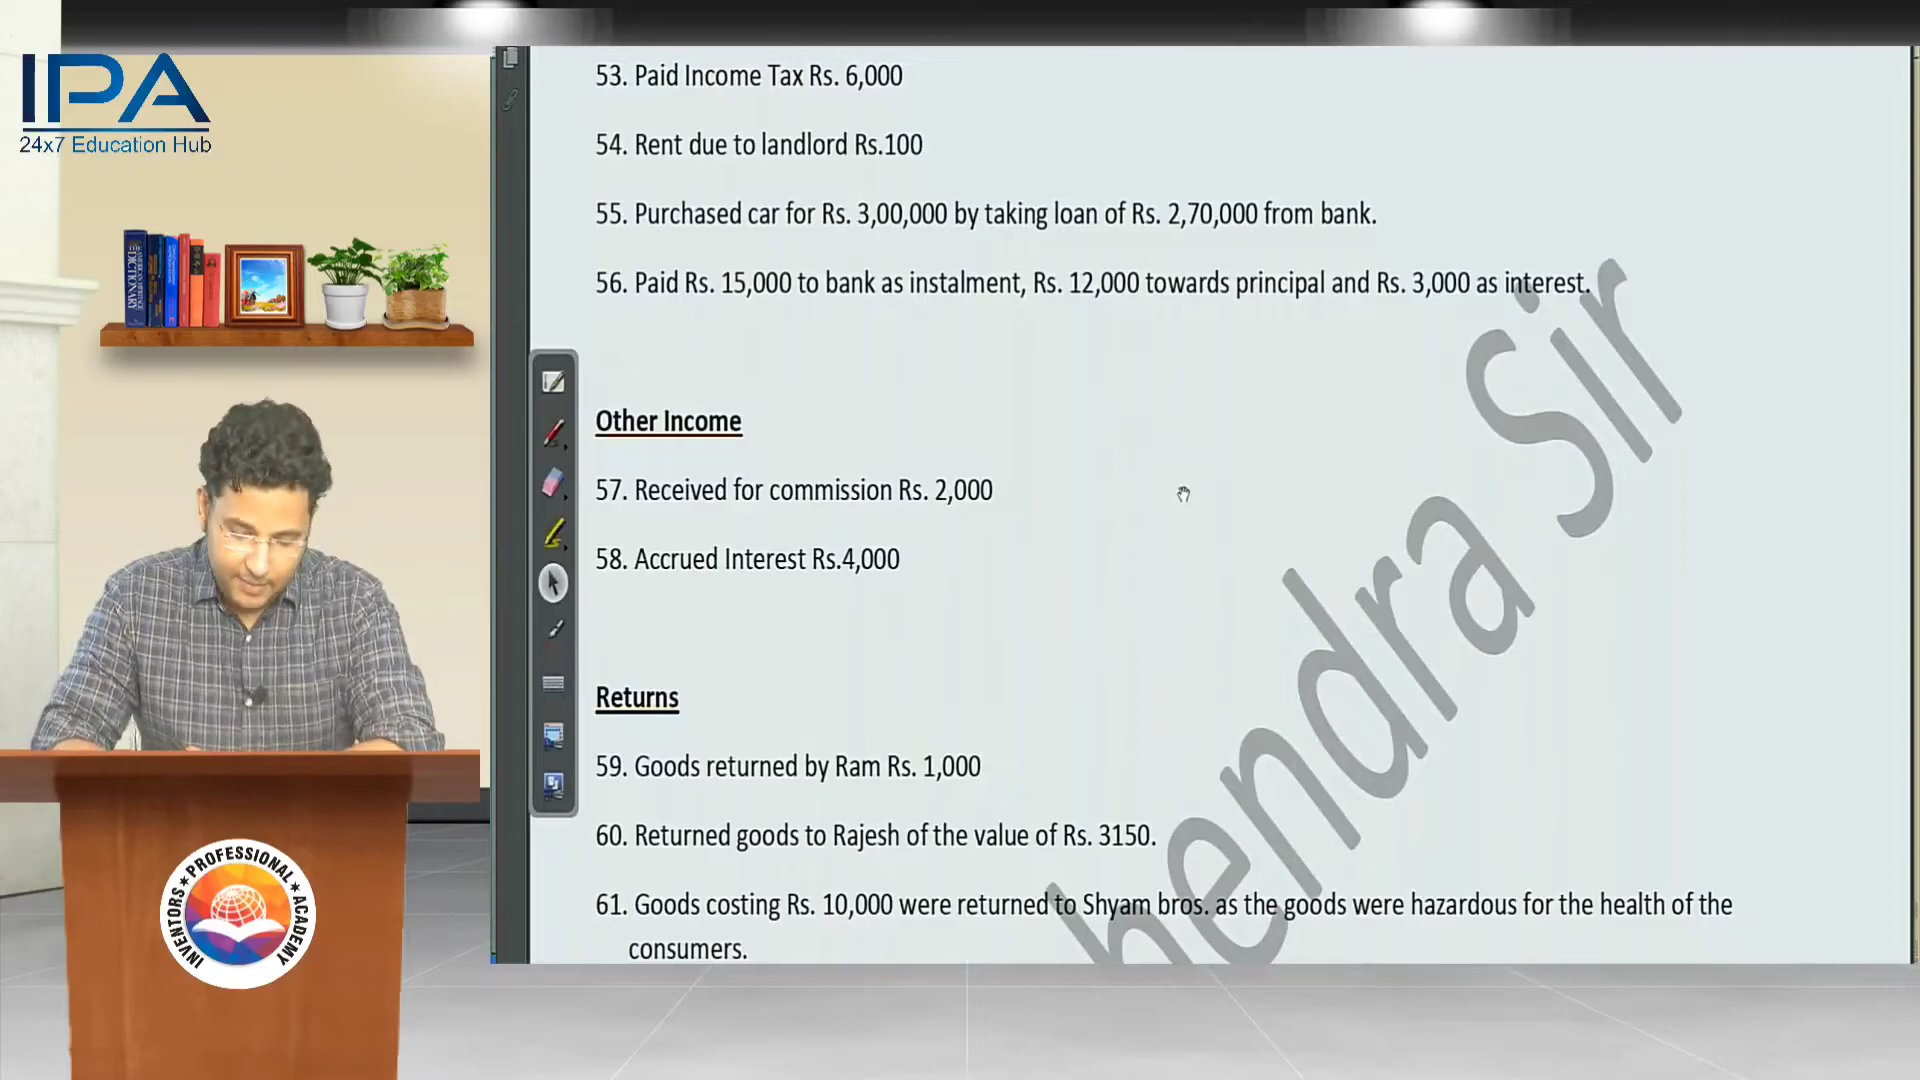 IPA
24x7 Education Hub
53. Paid Income Tax Rs. 6,000
54. Rent due to landlord Rs.100
55. Purchased car for Rs. 3,00,000 by taking loan of Rs. 2,70,000 from bank.
56. Paid Rs. 15,000 to bank as instalment, Rs. 12,000 towards principal and Rs. 3,000 as interest.
Other Income
57. Received for commission Rs. 2,000
58. Accrued Interest Rs.4,000
Returns
59. Goods returned by Ram Rs. 1,000
60. Returned goods to Rajesh of the value of Rs. 3150.
61. Goods costing Rs. 10,000 were returned to Shyam bros. as the goods were hazardous for the health of the
consumers.
hendra Sir
DICTIONARY
INVENTORS PROFESSIONAL ACADEMY